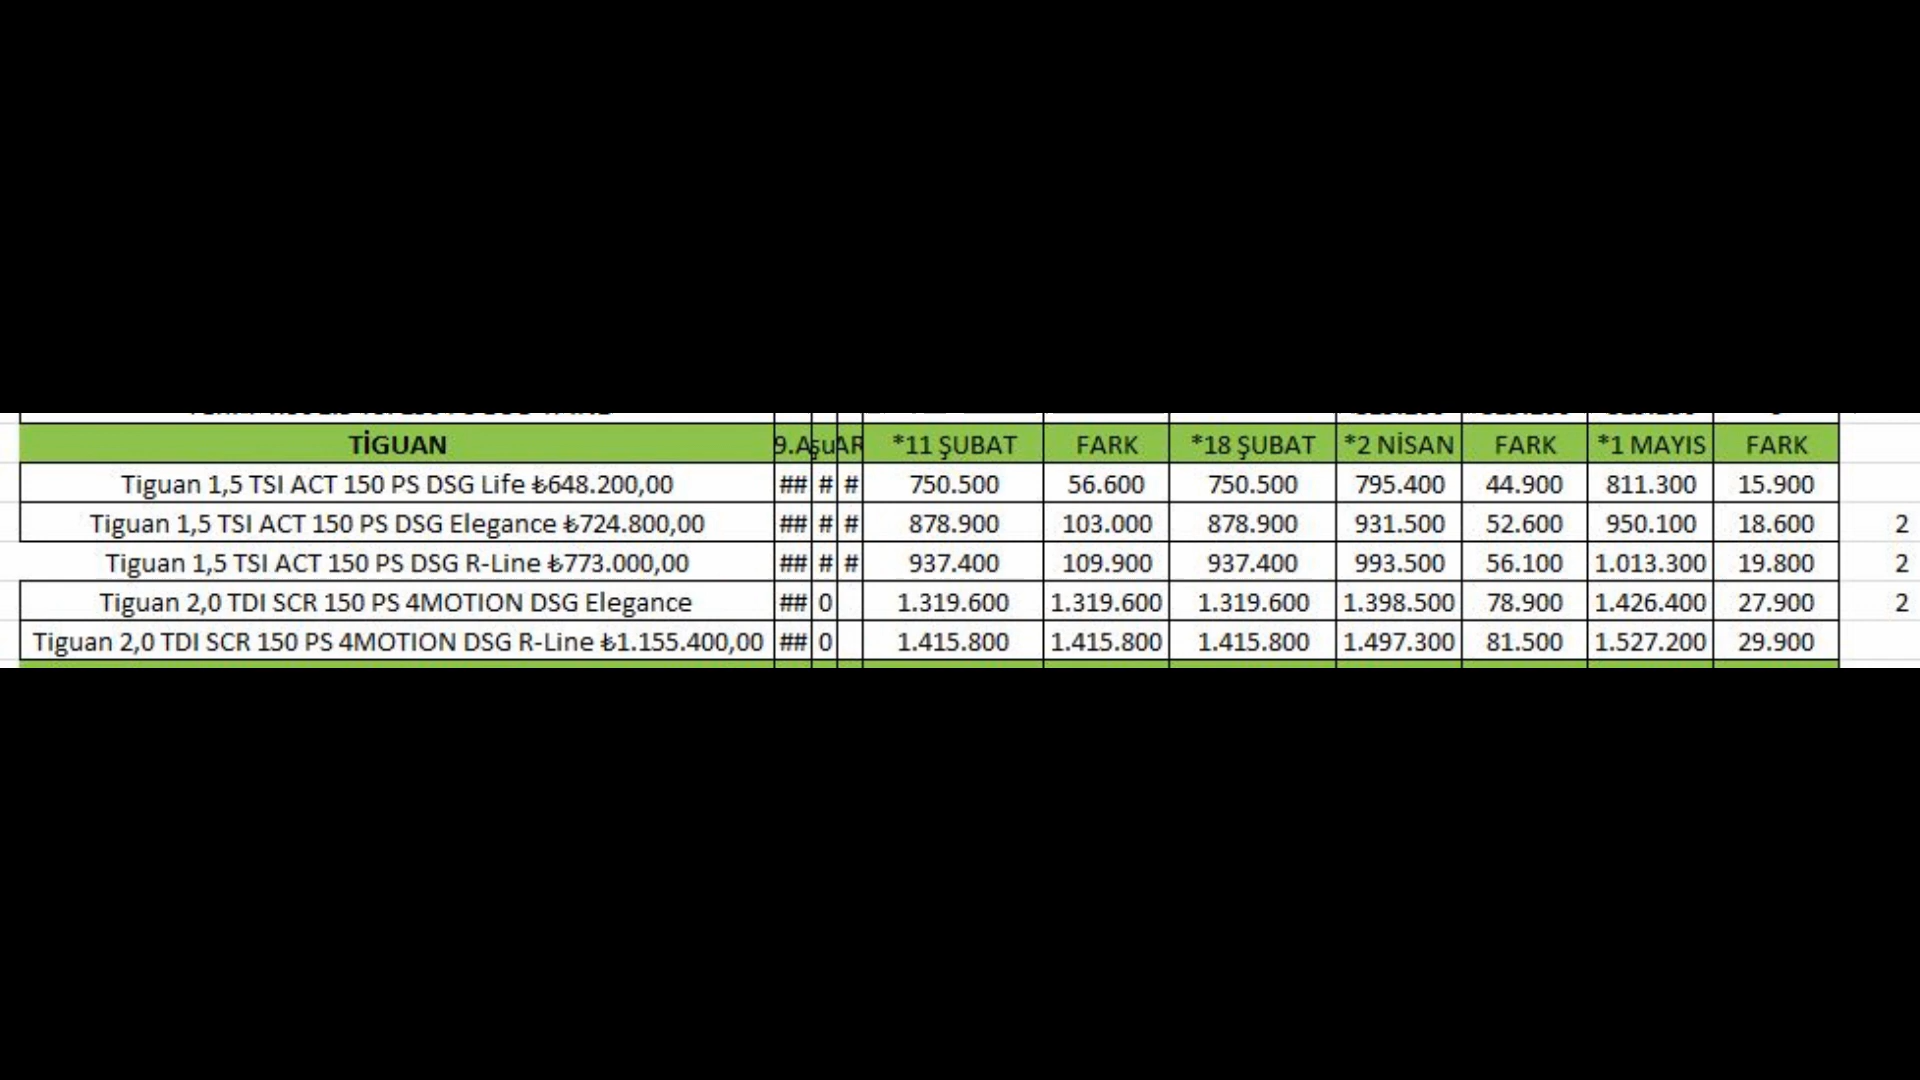 TİGUAN 9.A şu AR *11 ŞUBAT FARK *18 ŞUBAT *2 NİSAN FARK *1 MAYIS FARK
Tiguan 1,5 TSI ACT 150 PS DSG Life ₺648.200,00 ## # # 750.500 56.600 750.500 795.400 44.900 811.300 15.900
Tiguan 1,5 TSI ACT 150 PS DSG Elegance ₺724.800,00 ## # # 878.900 103.000 878.900 931.500 52.600 950.100 18.600 2
Tiguan 1,5 TSI ACT 150 PS DSG R-Line ₺773.000,00 ## # # 937.400 109.900 937.400 993.500 56.100 1.013.300 19.800 2
Tiguan 2,0 TDI SCR 150 PS 4MOTION DSG Elegance ## 0 1.319.600 1.319.600 1.319.600 1.398.500 78.900 1.426.400 27.900 2
Tiguan 2,0 TDI SCR 150 PS 4MOTION DSG R-Line ₺1.155.400,00 ## 0 1.415.800 1.415.800 1.415.800 1.497.300 81.500 1.527.200 29.900